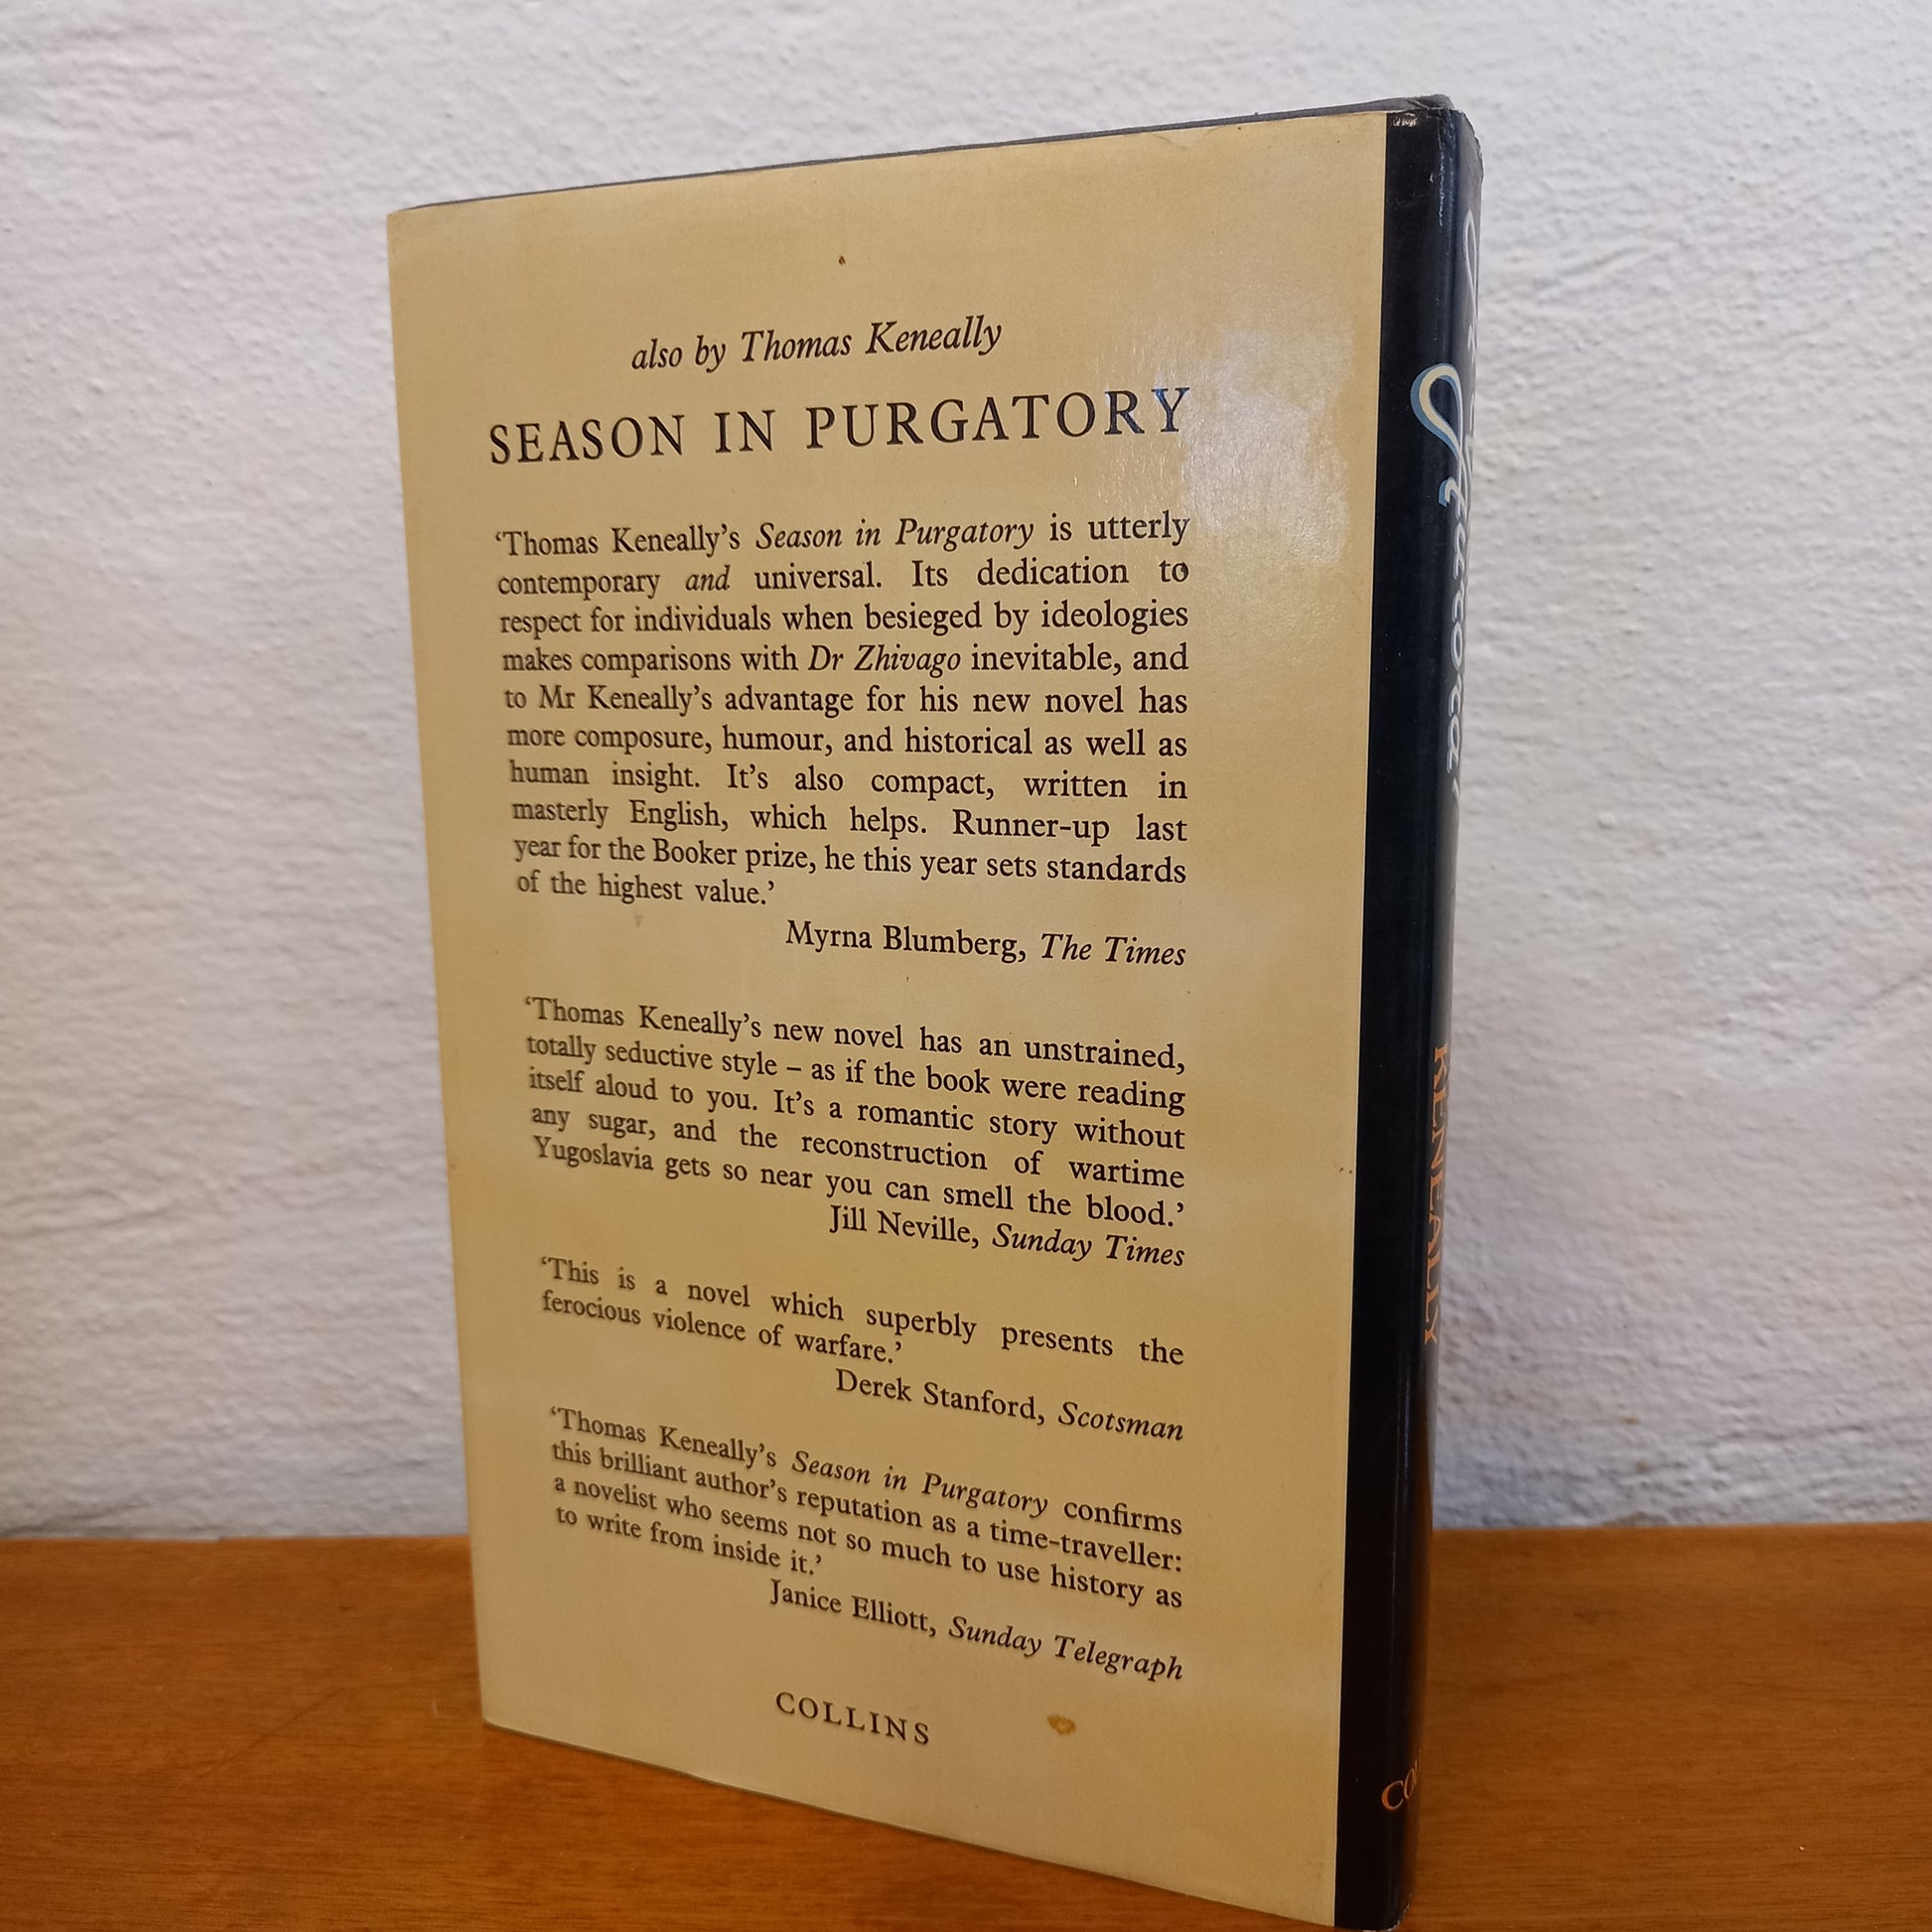 also by Thomas Keneally
SEASON IN PURGATORY
‘Thomas Keneally’s Season in Purgatory is utterly
contemporary and universal. Its dedication to
respect for individuals when besieged by ideologies
makes comparisons with Dr Zhivago inevitable, and
to Mr Keneally’s advantage for his new novel has
more composure, humour, and historical as well as
human insight. It’s also compact, written in
masterly English, which helps. Runner-up last
year for the Booker prize, he this year sets standards
of the highest value.’
Myrna Blumberg, The Times
‘Thomas Keneally’s new novel has an unstrained,
totally seductive style – as if the book were reading
itself aloud to you. It’s a romantic story without
any sugar, and the reconstruction of wartime
Yugoslavia gets so near you can smell the blood.’
Jill Neville, Sunday Times
‘This is a novel which superbly presents the
ferocious violence of warfare.’
Derek Stanford, Scotsman
‘Thomas Keneally’s Season in Purgatory confirms
this brilliant author’s reputation as a time-traveller:
a novelist who seems not so much to use history as
to write from inside it.’
Janice Elliott, Sunday Telegraph
COLLINS
KENEALLY